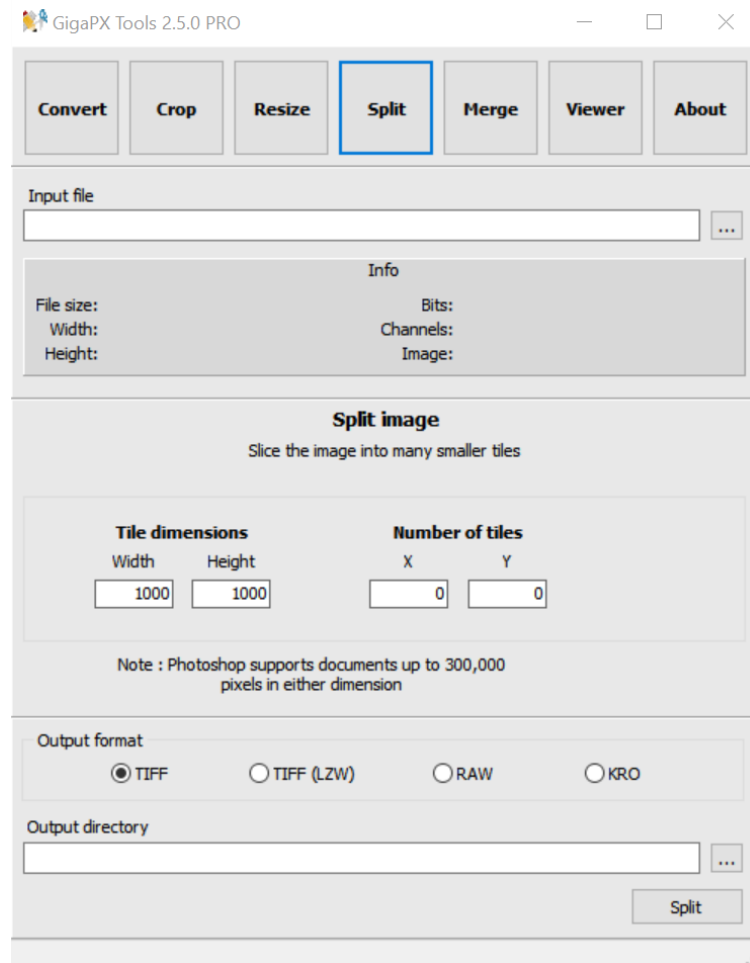 GigaPX Tools 2.5.0 PRO
Convert Crop Resize Split Merge Viewer About
Input file
...
Info
File size: Bits:
Width: Channels:
Height: Image:
Split image
Slice the image into many smaller tiles
Tile dimensions Number of tiles
Width Height X Y
1000 1000 0 0
Note : Photoshop supports documents up to 300,000
pixels in either dimension
Output format
TIFF TIFF (LZW) RAW KRO
Output directory
...
Split